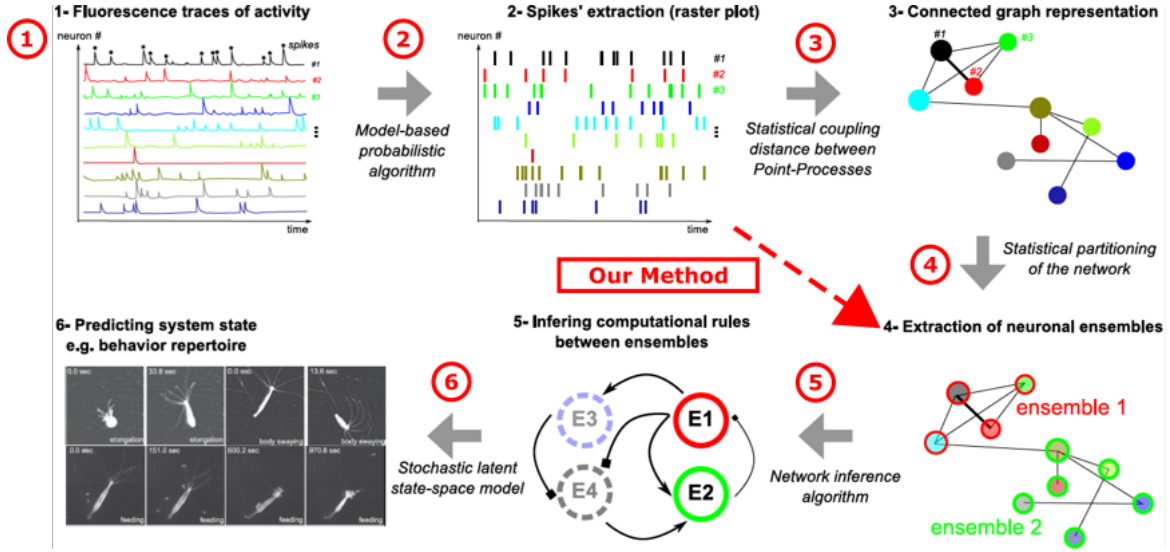 1- Fluorescence traces of activity
1
neuron #
spikes
#1
#2
#3
...
time
2
Model-based
probabilistic
algorithm
2- Spikes' extraction (raster plot)
neuron #
#1
#2
#3
...
time
3
Statistical coupling
distance between
Point-Processes
3- Connected graph representation
#1
#3
#2
4
Statistical partitioning
of the network
Our Method
4- Extraction of neuronal ensembles
ensemble 1
ensemble 2
5
Network inference
algorithm
5- Infering computational rules
between ensembles
E3
E1
E4
E2
6
Stochastic latent
state-space model
6- Predicting system state
e.g. behavior repertoire
0.0 sec
33.8 sec
0.0 sec
13.6 sec
elongation
elongation
body swaying
body swaying
0.0 sec
151.0 sec
600.2 sec
970.8 sec
feeding
feeding
feeding
feeding